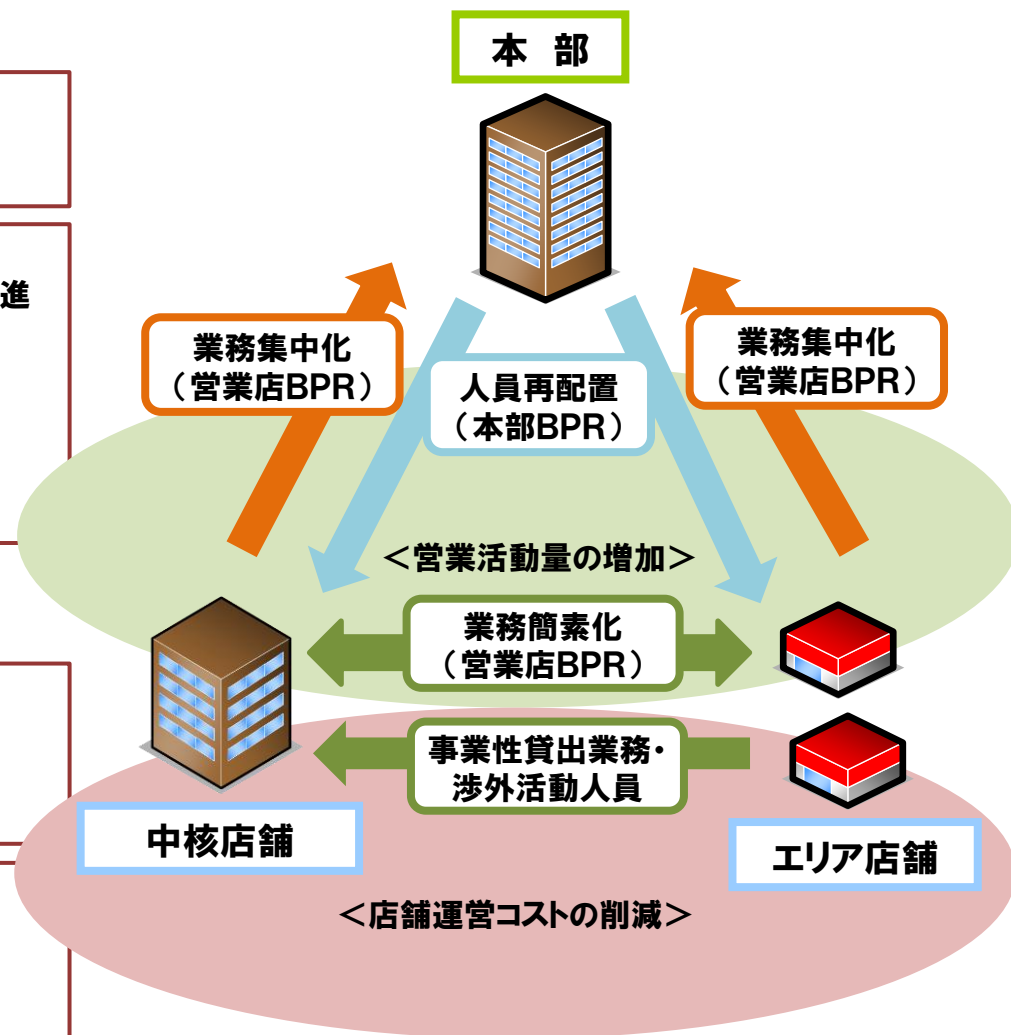 本 部
進
業務集中化
（営業店BPR）
業務集中化
（営業店BPR）
人員再配置
（本部BPR）
＜営業活動量の増加＞
業務簡素化
（営業店BPR）
事業性貸出業務・
渉外活動人員
中核店舗
エリア店舗
＜店舗運営コストの削減＞